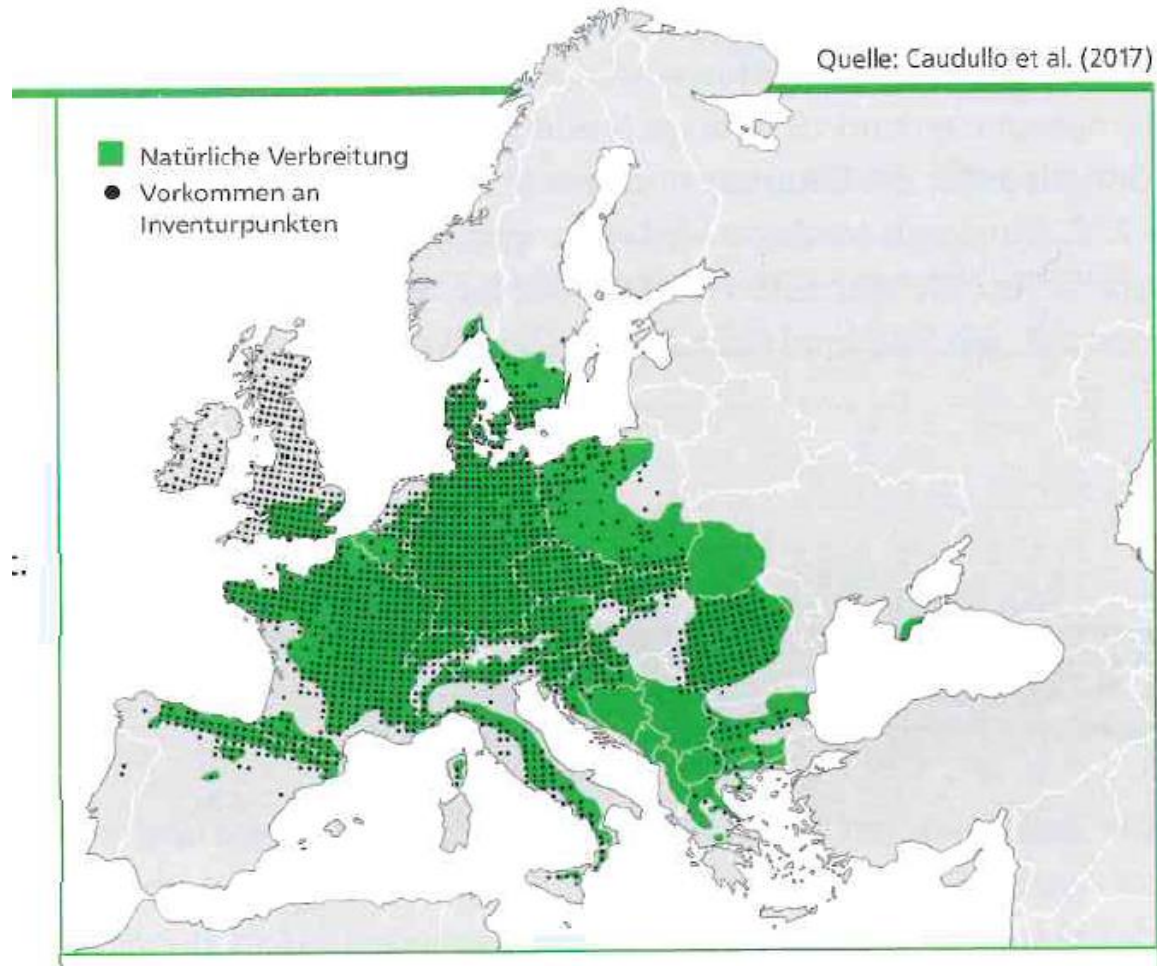 Quelle: Caudullo et al. (2017)
Natürliche Verbreitung
Vorkommen an
Inventurpunkten